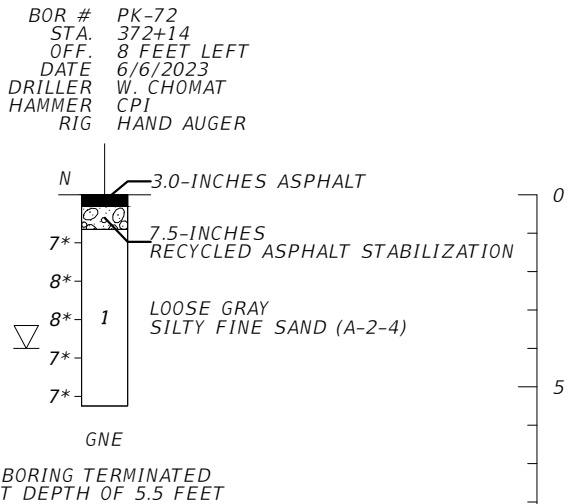 BOR # PK-72
STA. 372+14
OFF. 8 FEET LEFT
DATE 6/6/2023
DRILLER W. CHOMAT
HAMMER CPI
RIG HAND AUGER
N
3.0-INCHES ASPHALT
0
7.5-INCHES
RECYCLED ASPHALT STABILIZATION
7*
8*
LOOSE GRAY
8* 1
SILTY FINE SAND (A-2-4)
7*
5
7*
GNE
BORING TERMINATED
T DEPTH OF 5.5 FEET